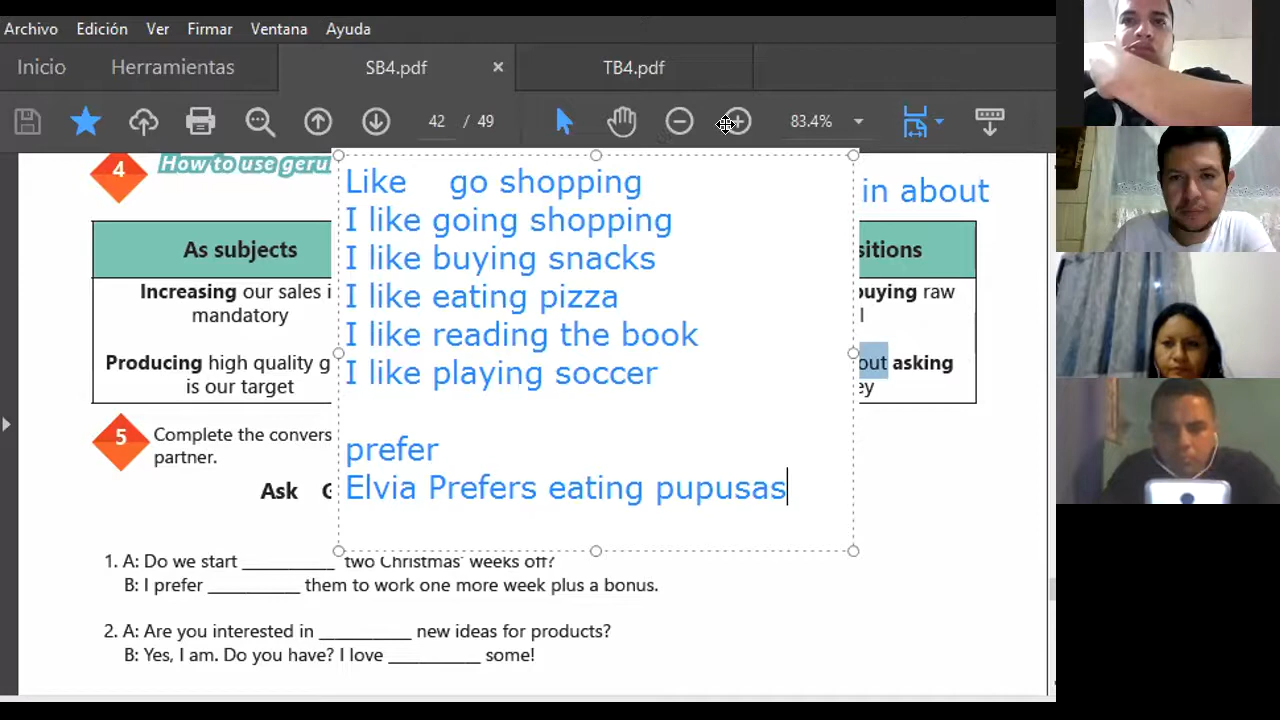 Archivo Edición Ver Firmar Ventana Ayuda
Inicio Herramientas SB4.pdf × TB4.pdf
42 / 49 83.4%
4 How to use geru
in about
Like go shopping
I like going shopping
I like buying snacks
I like eating pizza
I like reading the book
I like playing soccer
prefer
Elvia Prefers eating pupusas
As subjects sitions
Increasing our sales i buying raw
mandatory l
Producing high quality g out asking
is our target ey
5 Complete the convers
partner.
Ask G
1. A: Do we start __________ two Christmas' weeks off?
B: I prefer __________ them to work one more week plus a bonus.
2. A: Are you interested in __________ new ideas for products?
B: Yes, I am. Do you have? I love __________ some!